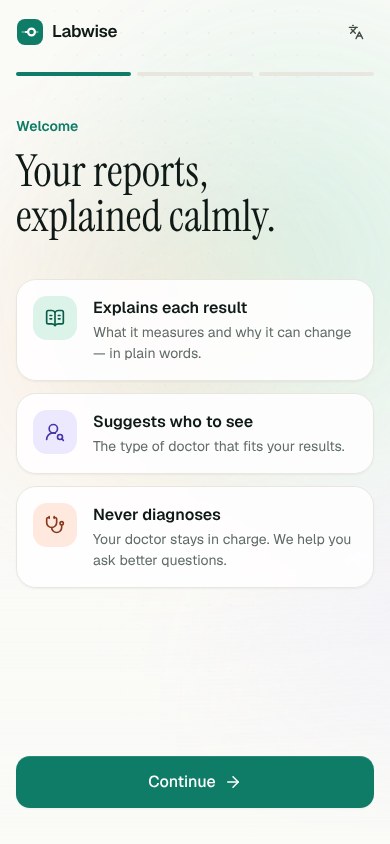 Labwise
Welcome
Your reports,
explained calmly.
Explains each result
What it measures and why it can change
— in plain words.
Suggests who to see
The type of doctor that fits your results.
Never diagnoses
Your doctor stays in charge. We help you
ask better questions.
Continue